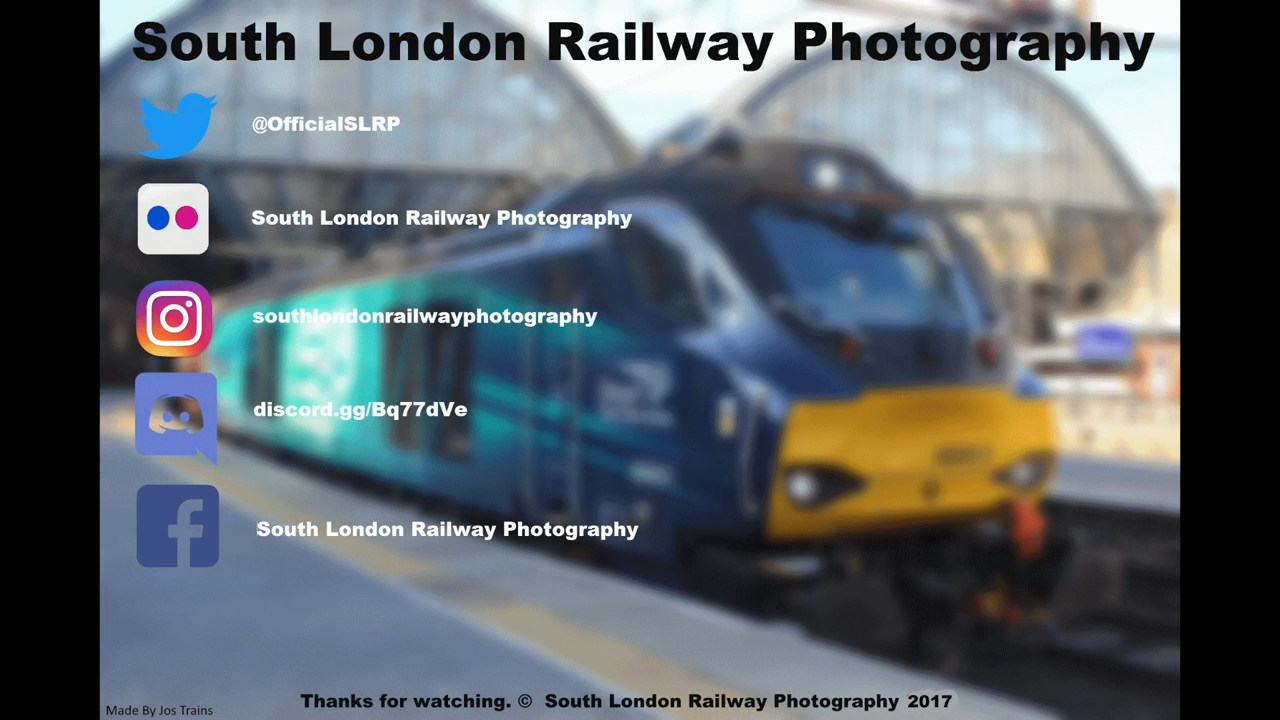 South London Railway Photography
@OfficialSLRP
South London Railway Photography
southlondonrailwayphotography
discord.gg/Bq77dVe
South London Railway Photography
Thanks for watching. © South London Railway Photography 2017
Made By Jos Trains